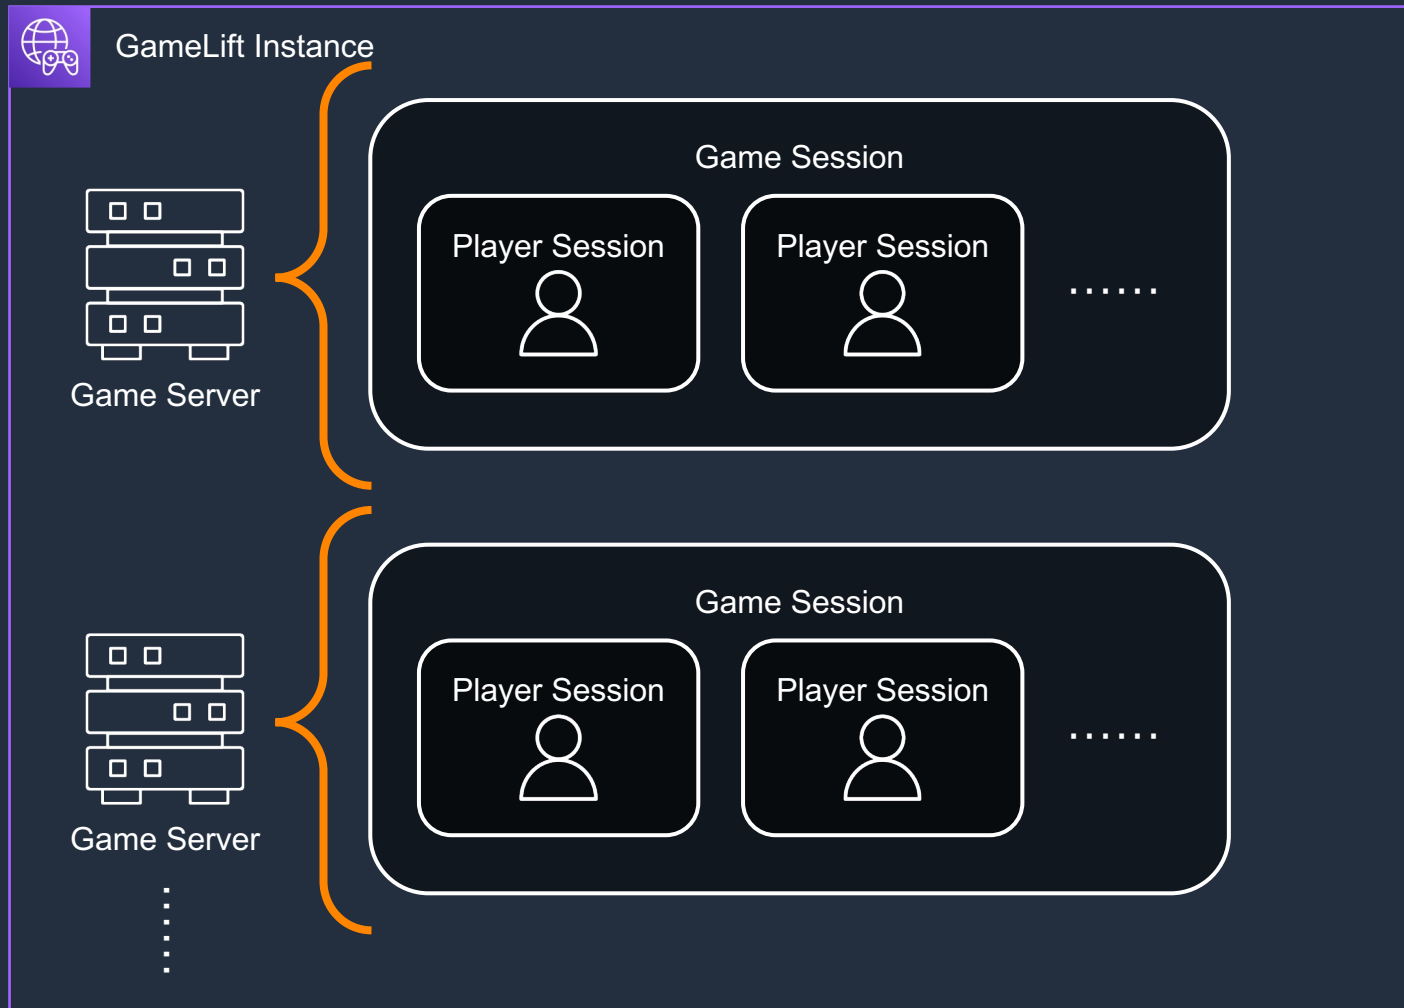 GameLift Instance
Game Session
Player Session
Player Session
......
Game Server
Game Session
Player Session
Player Session
......
Game Server
......